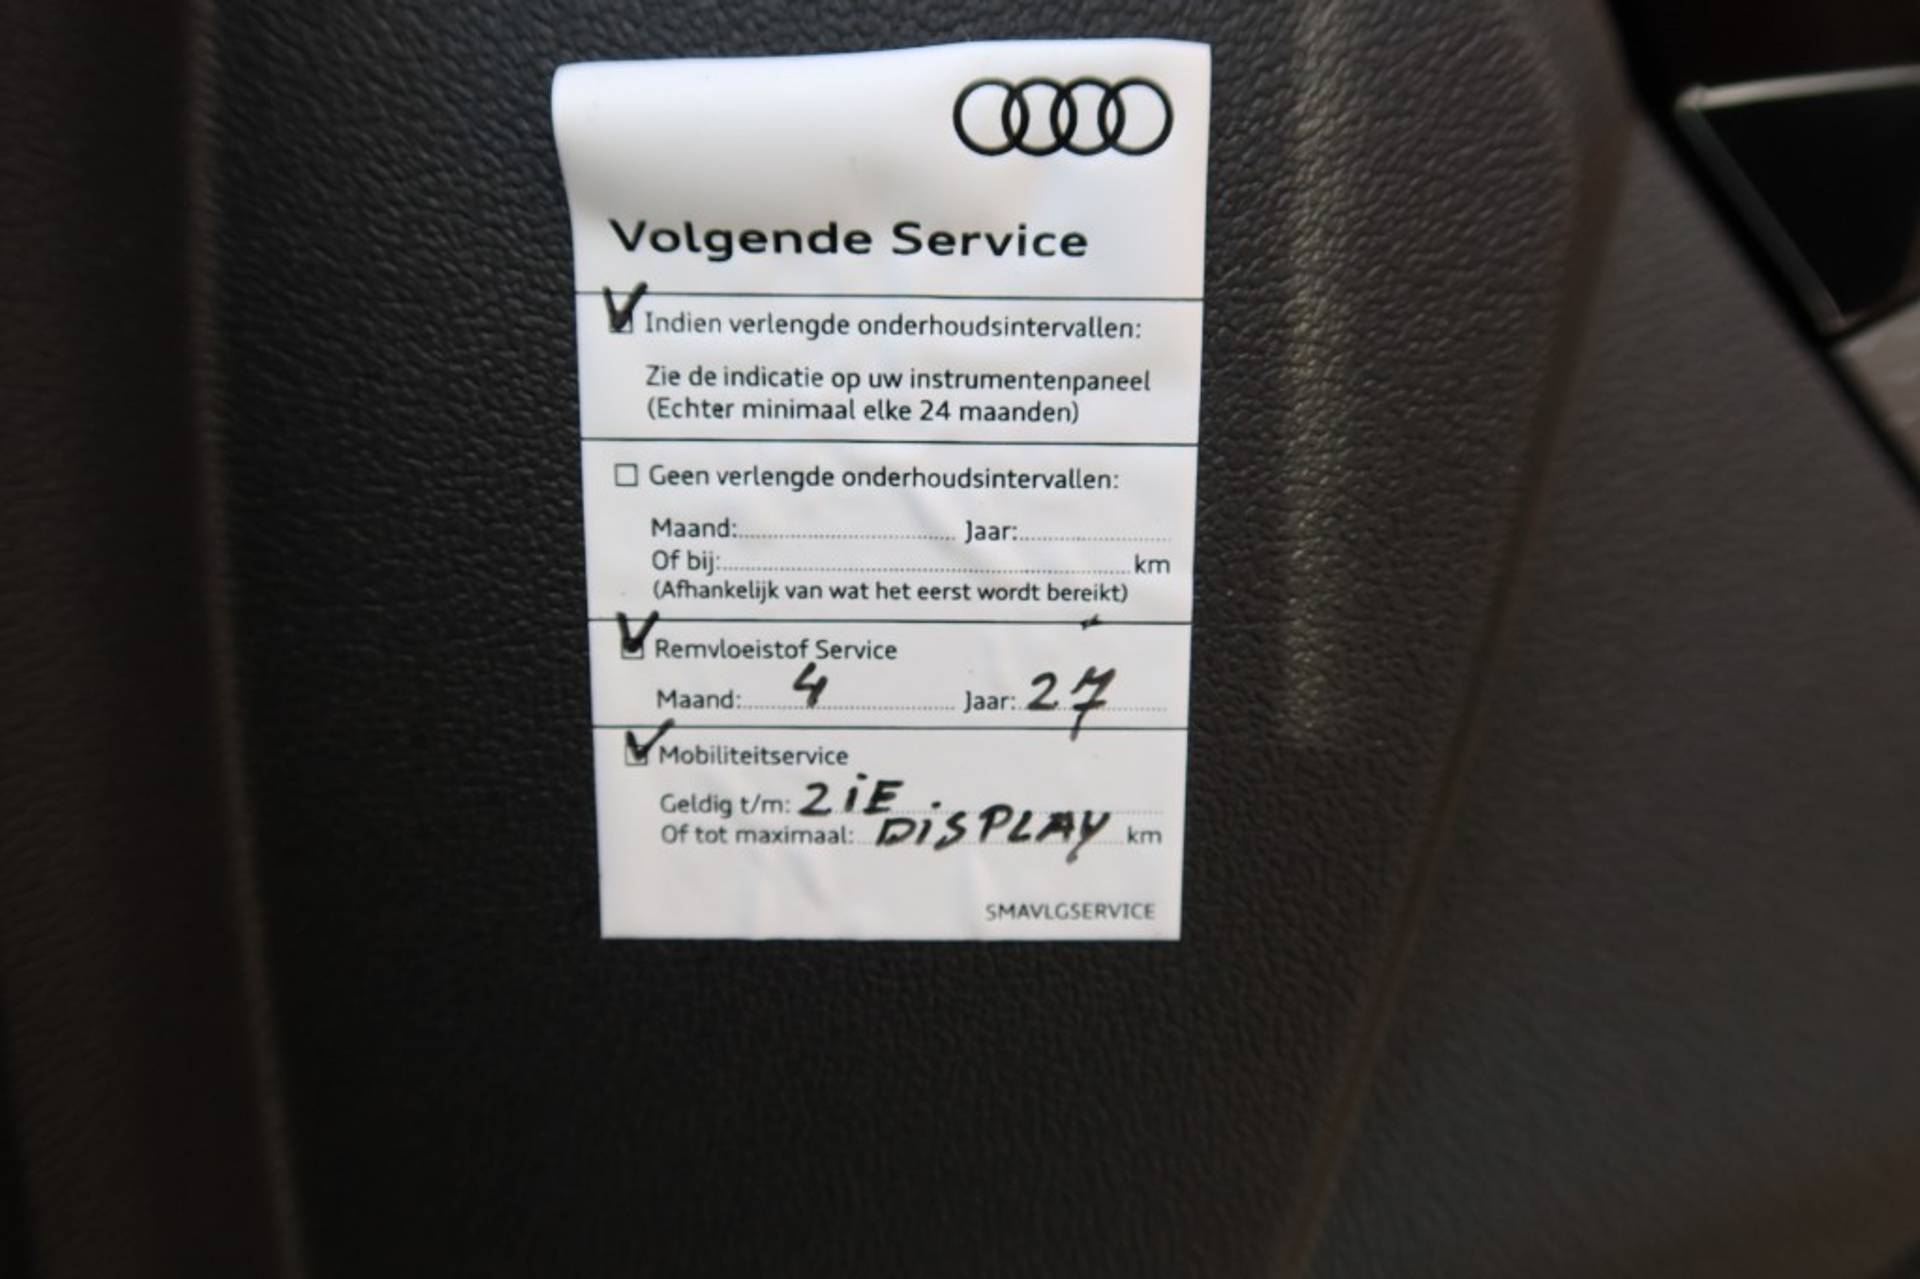 Volgende Service
Indien verlengde onderhoudsintervallen:
Zie de indicatie op uw instrumentenpaneel
(Echter minimaal elke 24 maanden)
Geen verlengde onderhoudsintervallen:
Maand: Jaar:
Of bij: km
(Afhankelijk van wat het eerst wordt bereikt)
Remvloeistof Service
Maand: 4 Jaar: 27
Mobiliteitservice
Geldig t/m: ZiE
Of tot maximaal: DiSPLAY km
SMAVLGSERVICE